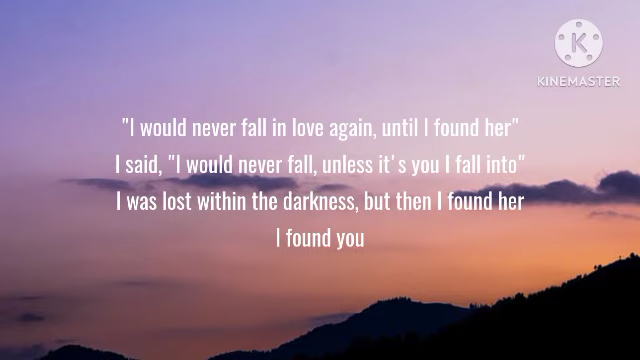 K
KINEMASTER
"I would never fall in love again, until I found her"
I said, "I would never fall, unless it's you I fall into"
I was lost within the darkness, but then I found her
I found you